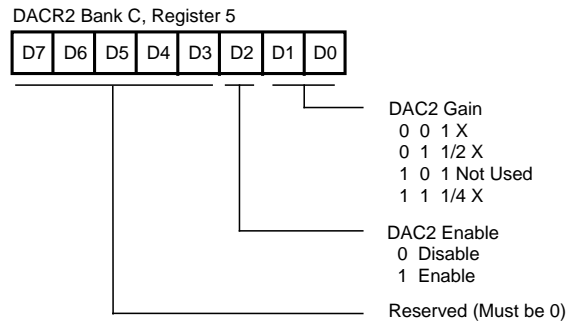 DACR2 Bank C, Register 5
D7 D6 D5 D4 D3 D2 D1 D0
DAC2 Gain
0 0 1 X
0 1 1/2 X
1 0 1 Not Used
1 1 1/4 X
DAC2 Enable
0 Disable
1 Enable
Reserved (Must be 0)